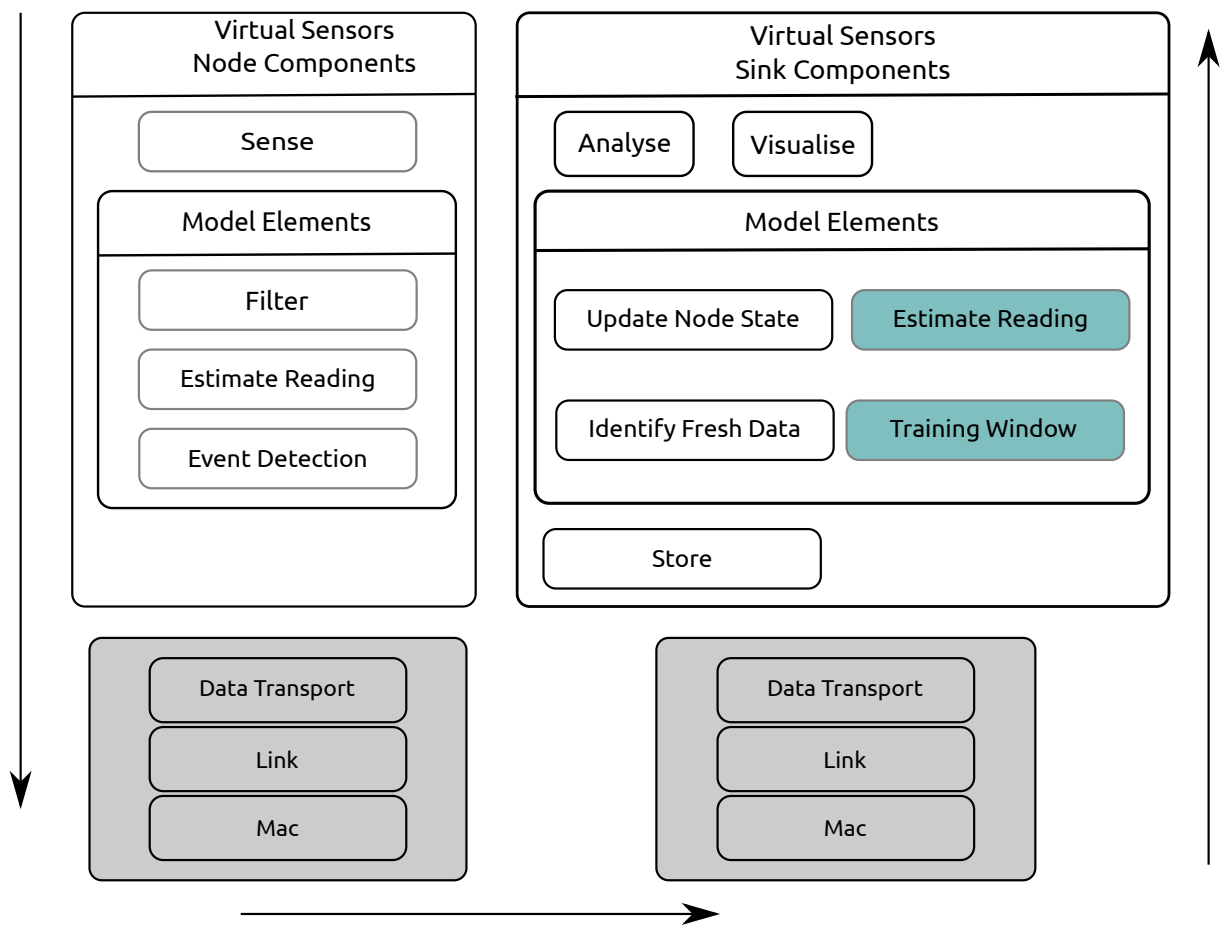 Virtual Sensors
Node Components
Sense
Model Elements
Filter
Estimate Reading
Event Detection
Data Transport
Link
Mac
Virtual Sensors
Sink Components
Analyse
Visualise
Model Elements
Update Node State
Estimate Reading
Identify Fresh Data
Training Window
Store
Data Transport
Link
Mac